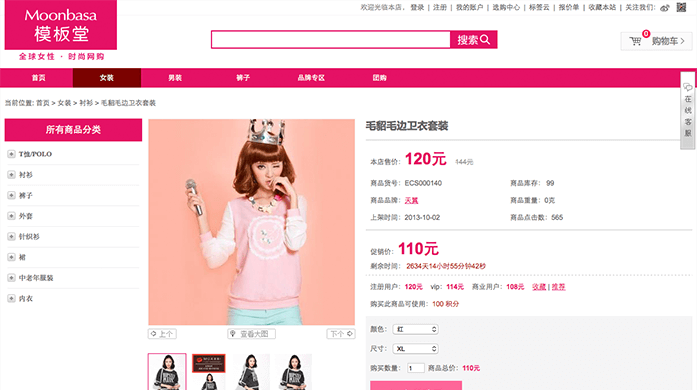 Moonbasa
模板堂
全球女性·时尚网购
欢迎光临本店， 登录 | 注册 | 我的账户 | 选购中心 | 标签云 | 报价单 | 收藏本站 | 关注我们:
搜索
0
购物车 >
首页 女装 男装 裤子 品牌专区 团购
在线客服
当前位置: 首页 > 女装 > 衬衫 > 毛貂毛边卫衣套装
所有商品分类
T恤/POLO
衬衫
裤子
外套
针织衫
裙
中老年服装
内衣
上个 查看大图 下个
毛貂毛边卫衣套装
本店售价: 120元 144元
商品货号: ECS000140 商品库存: 99
商品品牌: 天冀 商品重量: 0克
上架时间: 2013-10-02 商品点击数: 565
促销价: 110元
剩余时间: 2634天14小时55分钟42秒
注册用户: 120元 vip: 114元 商业用户: 108元 收藏 | 推荐
购买此商品可使用: 100 积分
颜色: 红
尺寸: XL
购买数量: 1 商品总价: 110元